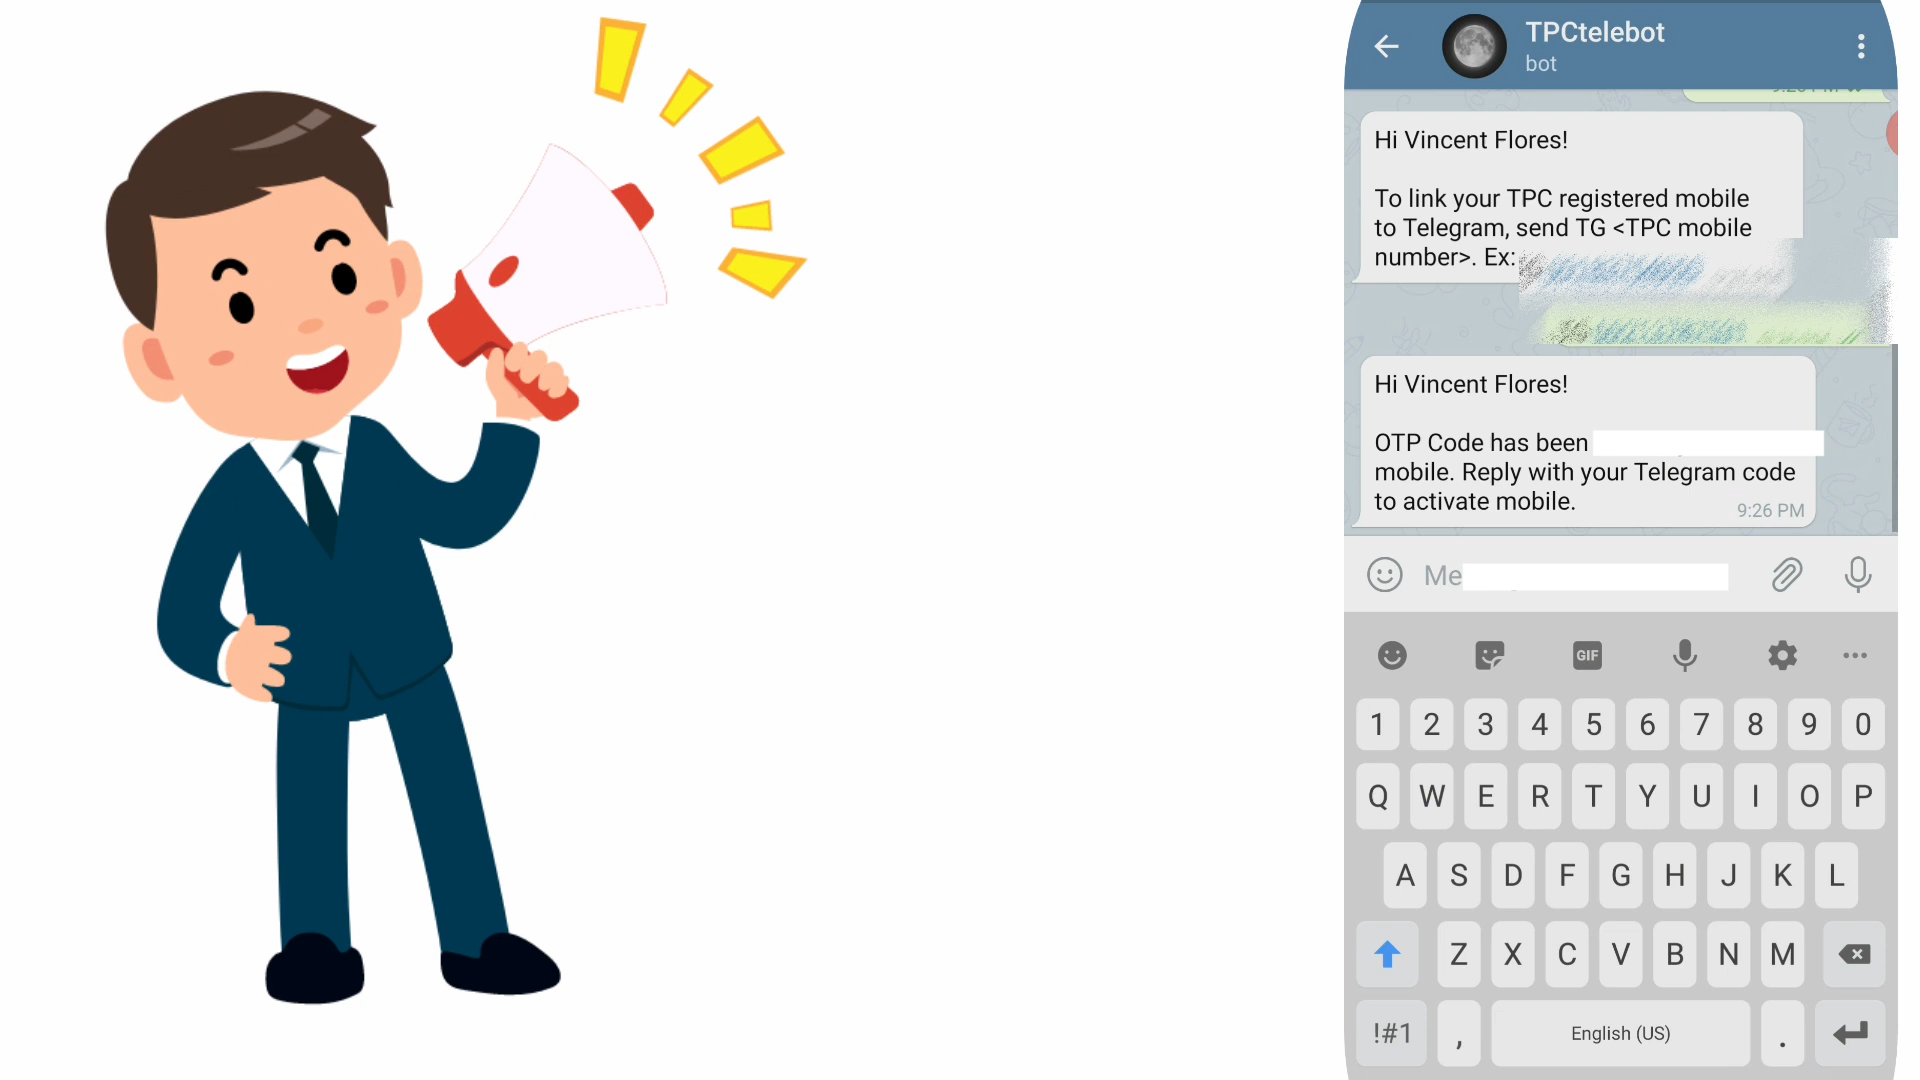 TPCtelebot
bot
Hi Vincent Flores!
To link your TPC registered mobile
to Telegram, send TG <TPC mobile
number>. Ex:
Hi Vincent Flores!
OTP Code has been
mobile. Reply with your Telegram code
to activate mobile.
9:26 PM
Me
GIF
1 2 3 4 5 6 7 8 9 0
Q W E R T Y U I O P
A S D F G H J K L
Z X C V B N M
!#1 , English (US) .